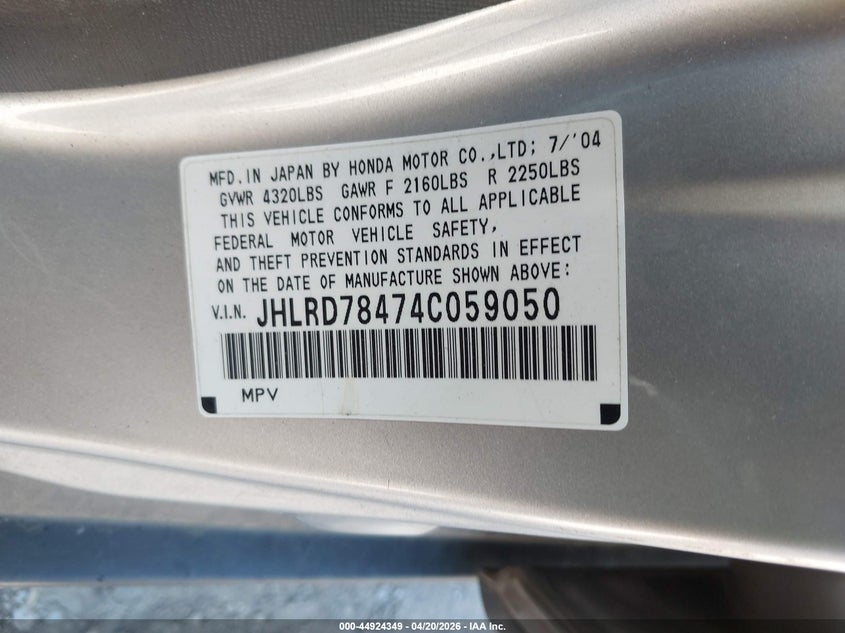 MFD.IN JAPAN BY HONDA MOTOR CO.,LTD; 7/'04
GVWR 4320LBS GAWR F 2160LBS R 2250LBS
THIS VEHICLE CONFORMS TO ALL APPLICABLE
FEDERAL MOTOR VEHICLE SAFETY,
AND THEFT PREVENTION STANDARDS IN EFFECT
ON THE DATE OF MANUFACTURE SHOWN ABOVE:
V.I.N. JHLRD78474C059050
MPV
000-44924349 - 04/20/2026 - IAA Inc.